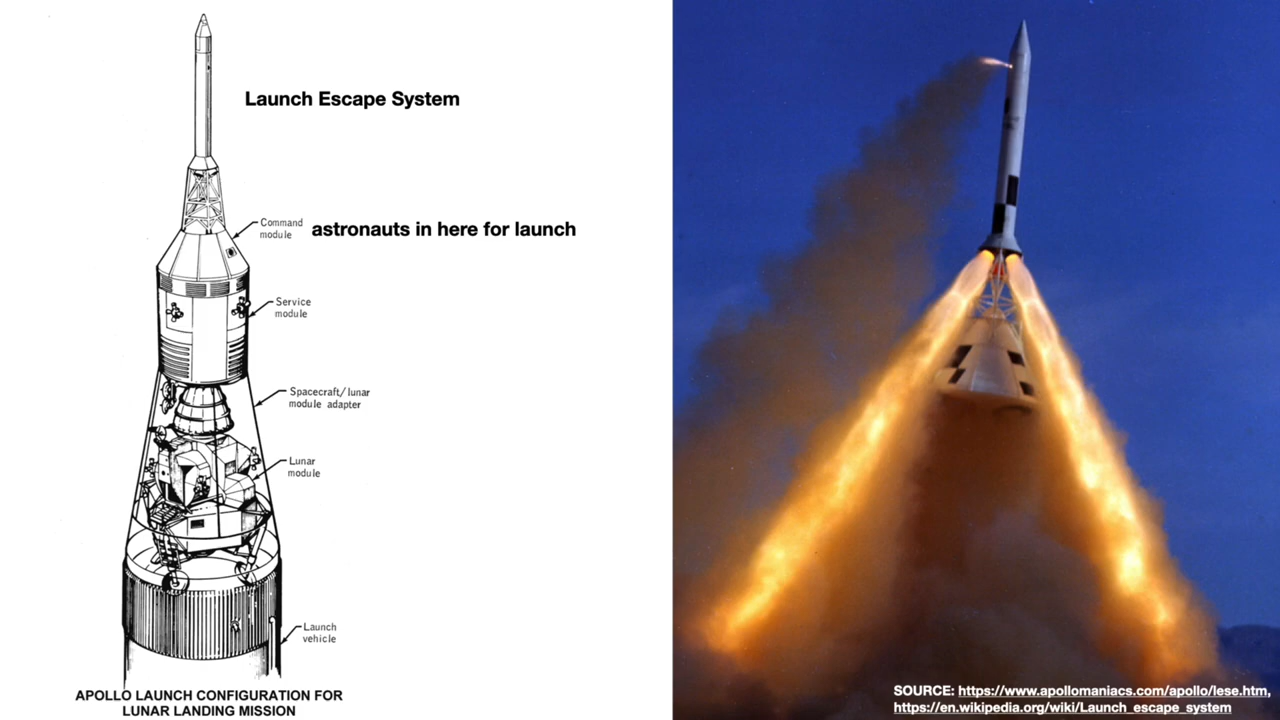 Launch Escape System
Command
module
astronauts in here for launch
Service
module
Spacecraft/lunar
module adapter
Lunar
module
Launch
vehicle
APOLLO LAUNCH CONFIGURATION FOR
LUNAR LANDING MISSION
SOURCE: https://www.apollomaniacs.com/apollo/lese.htm,
https://en.wikipedia.org/wiki/Launch_escape_system